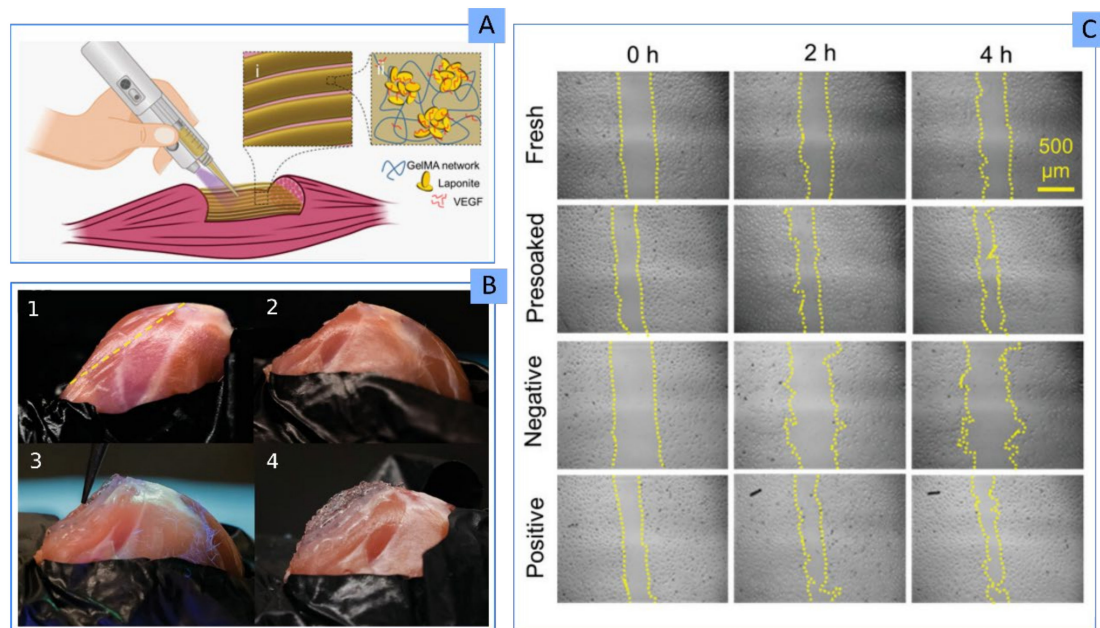 A
i
ii
GelMA network
Laponite
VEGF
B
1
2
3
4
C
0 h
2 h
4 h
Fresh
500
µm
Presoaked
Negative
Positive